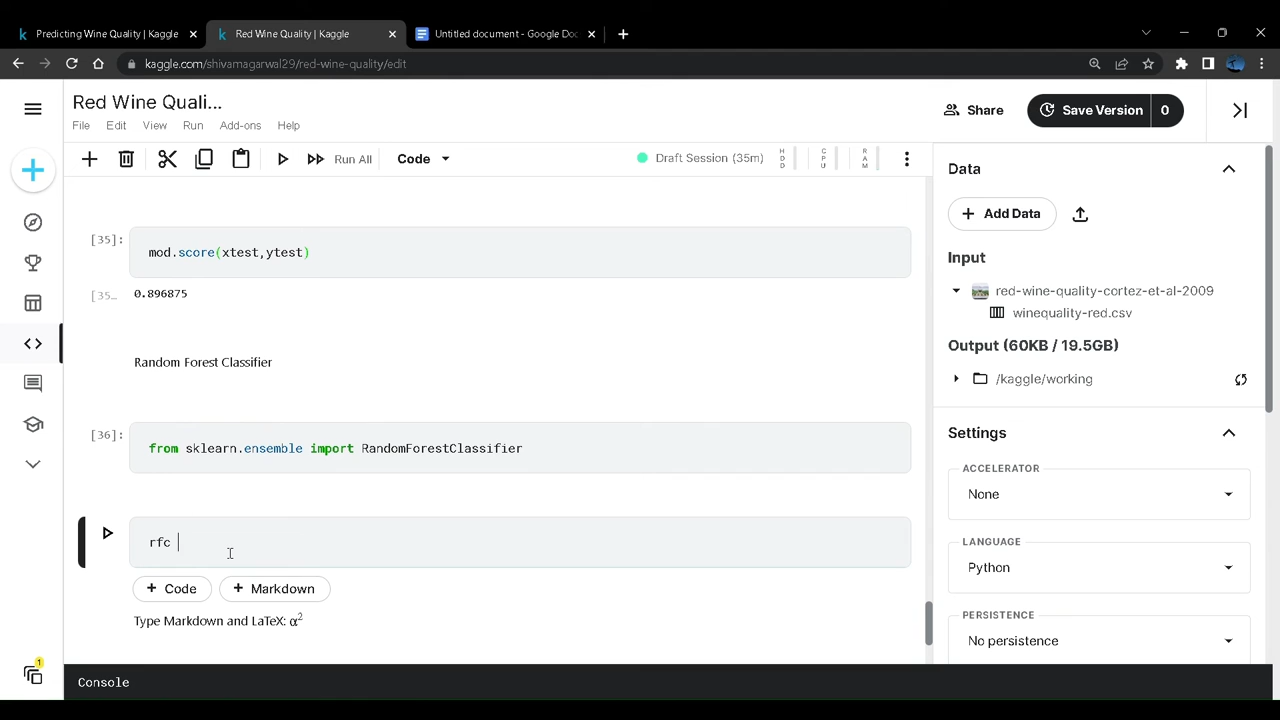 Predicting Wine Quality | Kaggle
Red Wine Quality | Kaggle
Untitled document - Google Doc
kaggle.com/shivamagarwal29/red-wine-quality/edit
Red Wine Quali...
File Edit View Run Add-ons Help
Share
Save Version 0
Run All
Code
Draft Session (35m)
HDD
CPU
RAM
[35]:
mod.score(xtest,ytest)
[35...
0.896875
Random Forest Classifier
[36]:
from sklearn.ensemble import RandomForestClassifier
rfc
+ Code
+ Markdown
Type Markdown and LaTeX: α²
Console
1
Data
+ Add Data
Input
red-wine-quality-cortez-et-al-2009
winequality-red.csv
Output (60KB / 19.5GB)
/kaggle/working
Settings
ACCELERATOR
None
LANGUAGE
Python
PERSISTENCE
No persistence